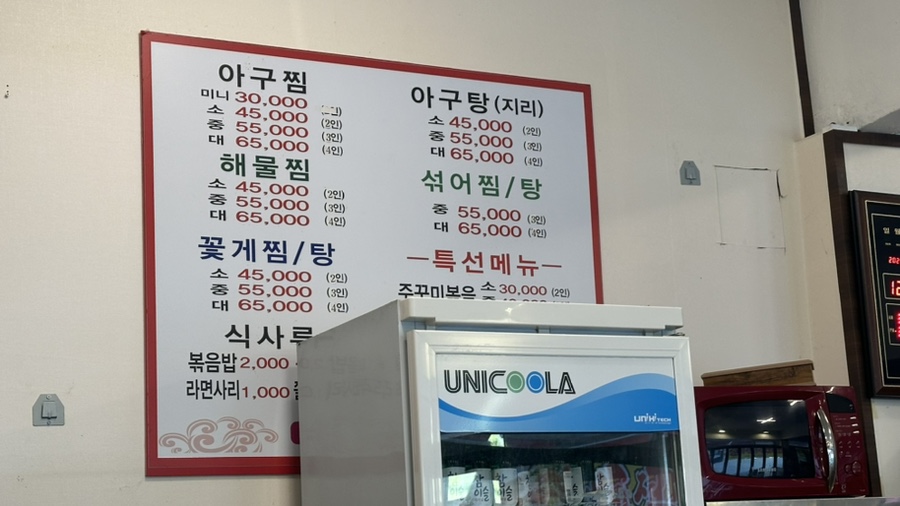 아구찜
미니 30,000
소 45,000 (2인)
중 55,000 (3인)
대 65,000 (4인)
해물찜
소 45,000 (2인)
중 55,000 (3인)
대 65,000 (4인)
꽃게찜/탕
소 45,000 (2인)
중 55,000 (3인)
대 65,000 (4인)
식사류
볶음밥 2,000
라면사리 1,000
아구탕 (지리)
소 45,000 (2인)
중 55,000 (3인)
대 65,000 (4인)
섞어찜/탕
중 55,000 (3인)
대 65,000 (4인)
특선메뉴
쭈꾸미볶음 소 30,000 (2인)
UNICOOLA
UNiHiTECH